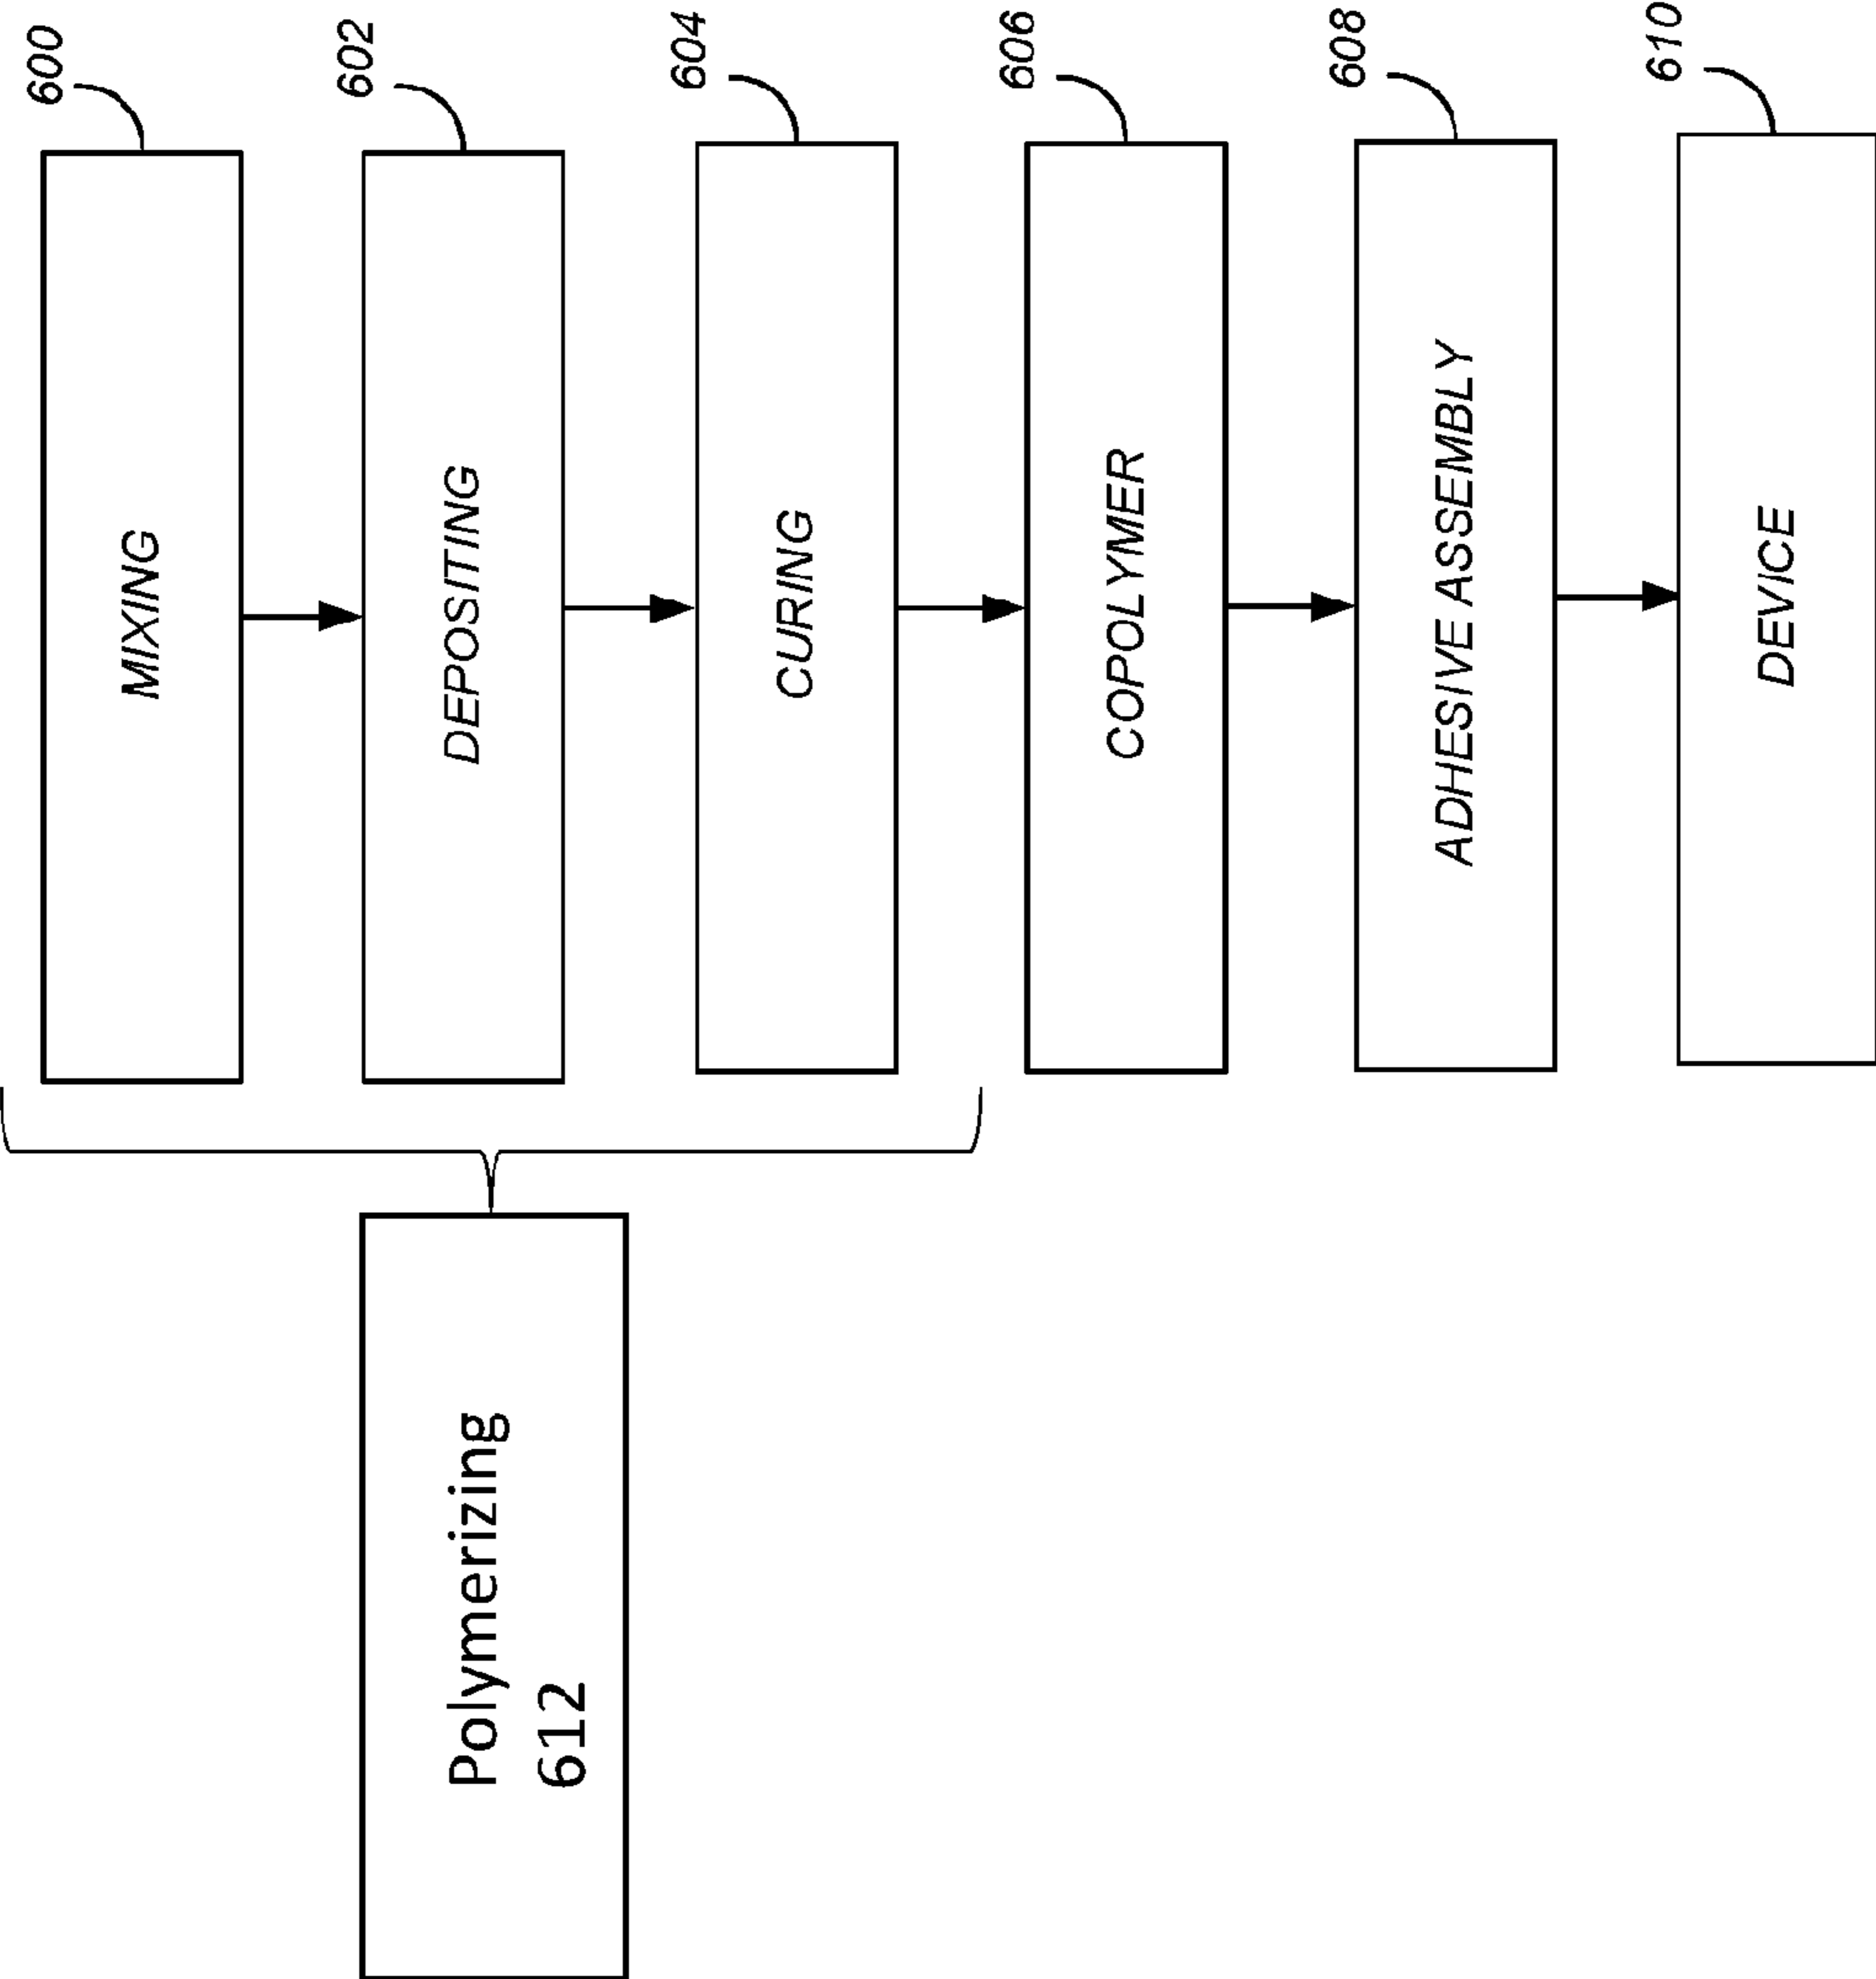 600
MIXING
602
DEPOSITING
604
CURING
606
COPOLYMER
608
ADHESIVE ASSEMBLY
610
DEVICE
Polymerizing
612